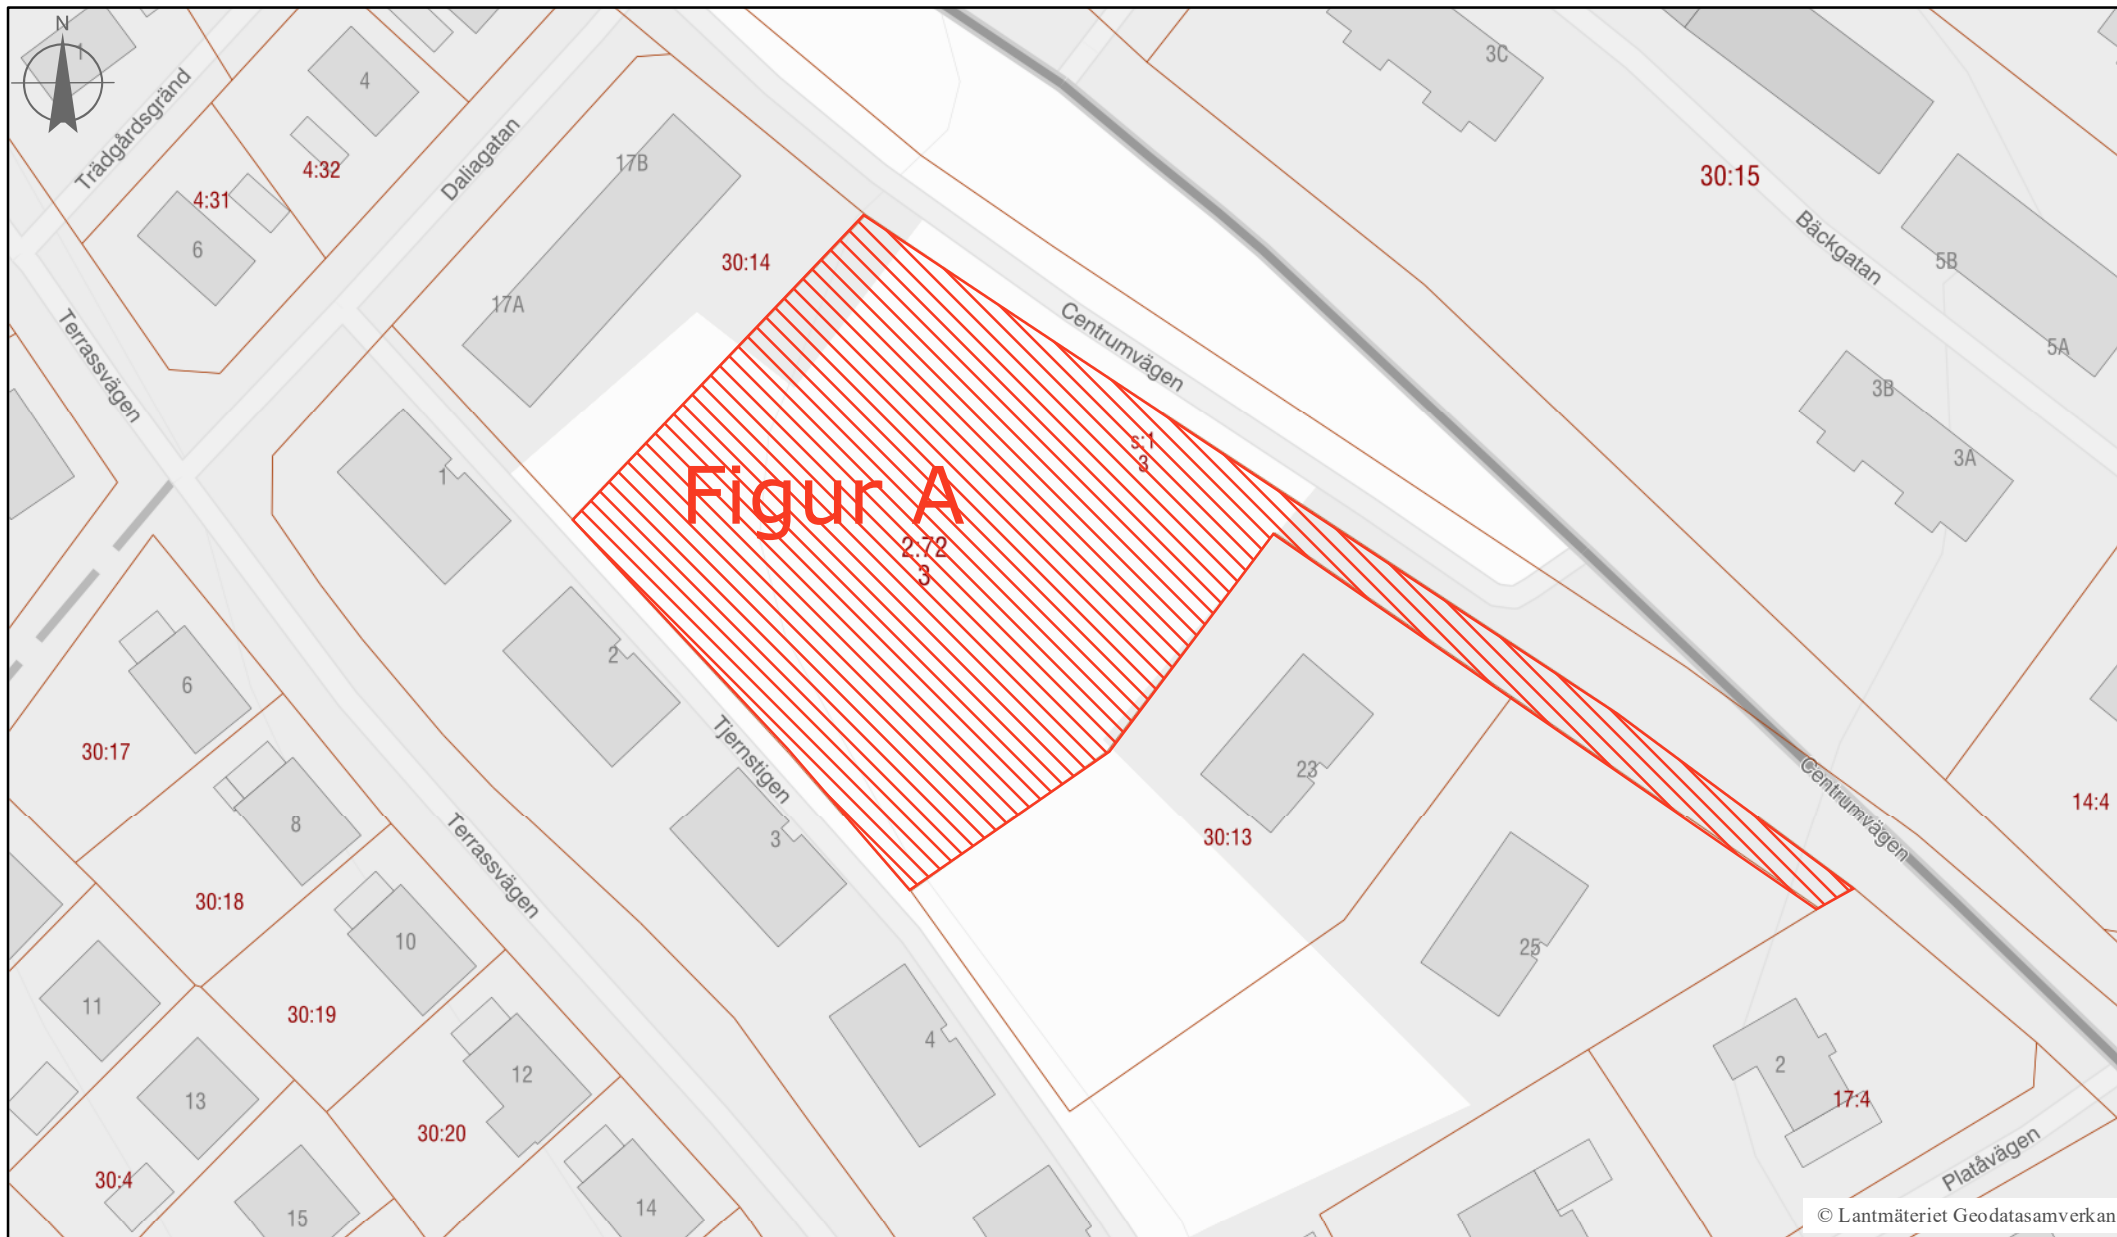 N
1
4
3C
Trädgårdsgränd
Daliagatan
17B
4:32
30:15
4:31
6
Bäckgatan
30:14
5B
17A
Centrumvägen
5A
Terrassvägen
3B
s:1
3
3A
1
Figur A
2:72
3
2
6
Tjernstigen
30:17
23
Centrumvägen
14:4
8
Terrassvägen
3
30:13
30:18
10
25
11
30:19
4
2
12
13
17:4
30:20
Platåvägen
30:4
14
15
© Lantmäteriet Geodatasamverkan